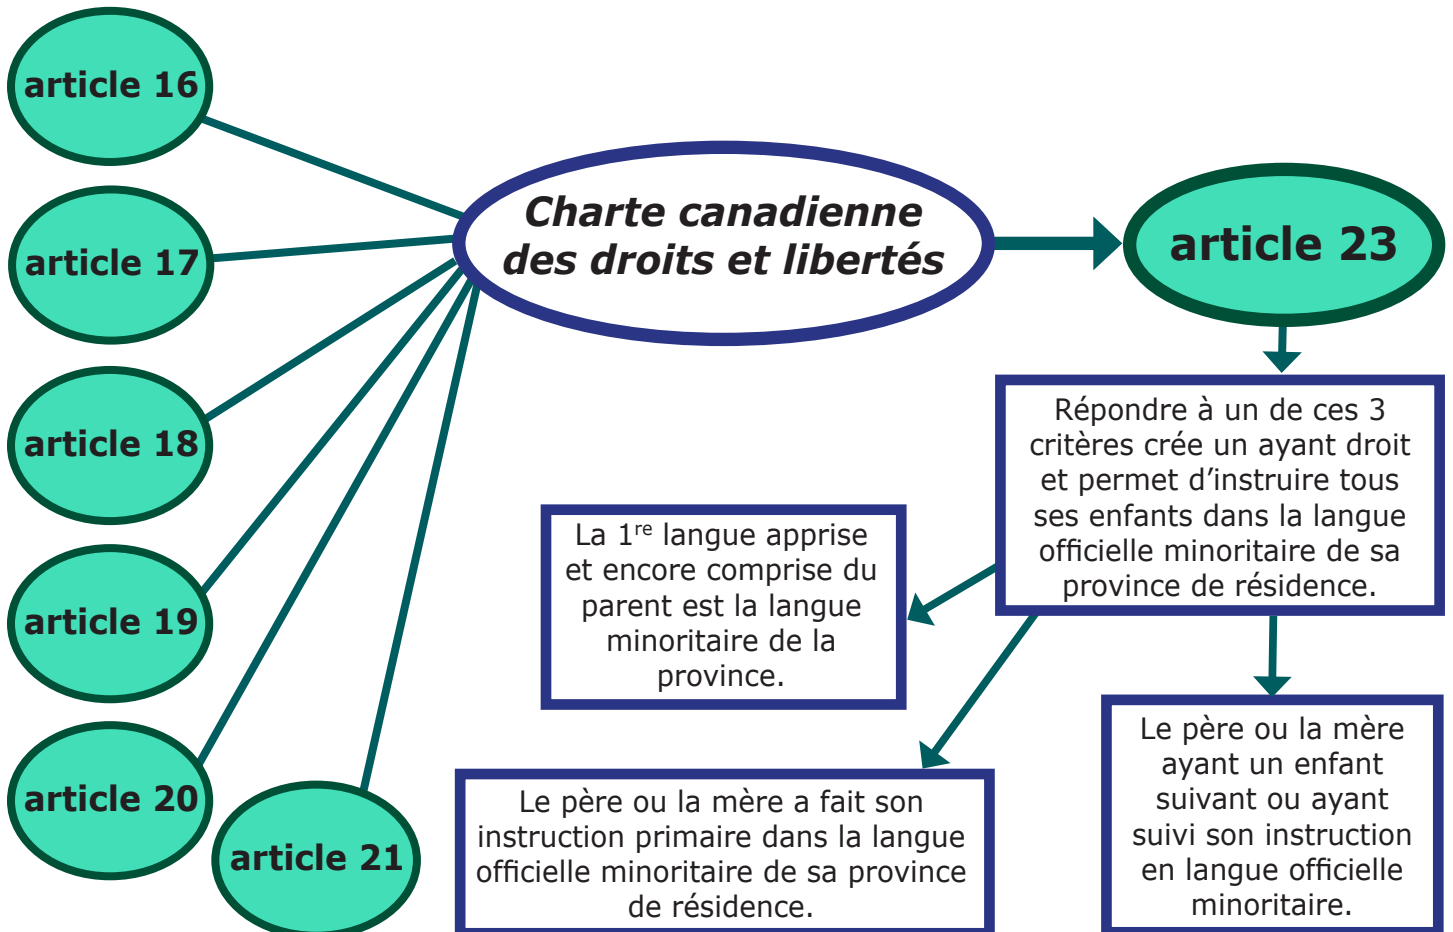 article 16
article 17
article 18
article 19
article 20
article 21
Charte canadienne
des droits et libertés
article 23
Répondre à un de ces 3
critères crée un ayant droit
et permet d’instruire tous
ses enfants dans la langue
officielle minoritaire de sa
province de résidence.
La 1re langue apprise
et encore comprise du
parent est la langue
minoritaire de la
province.
Le père ou la mère a fait son
instruction primaire dans la langue
officielle minoritaire de sa province
de résidence.
Le père ou la mère
ayant un enfant
suivant ou ayant
suivi son instruction
en langue officielle
minoritaire.